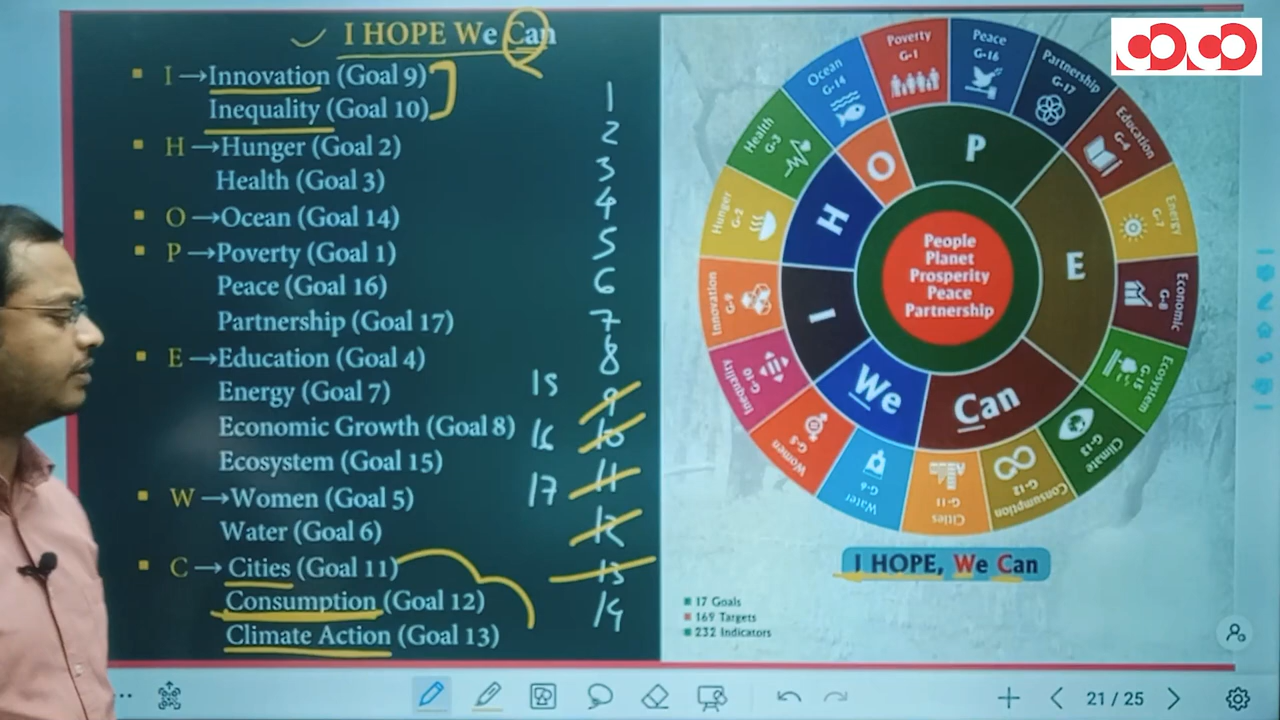 I HOPE We Can
I → Innovation (Goal 9)
Inequality (Goal 10)
H → Hunger (Goal 2)
Health (Goal 3)
O → Ocean (Goal 14)
P → Poverty (Goal 1)
Peace (Goal 16)
Partnership (Goal 17)
E → Education (Goal 4)
Energy (Goal 7)
Economic Growth (Goal 8)
Ecosystem (Goal 15)
W → Women (Goal 5)
Water (Goal 6)
C → Cities (Goal 11)
Consumption (Goal 12)
Climate Action (Goal 13)
1
2
3
4
5
6
7
8
9
10
11
12
13
14
15
16
17
Poverty
G-1
Peace
G-16
Partnership
G-17
Education
G-4
Energy
G-7
Economic
G-8
Ecosystem
G-15
Climate
G-13
Consumption
G-12
Cities
G-11
Water
G-6
Women
G-5
Inequality
G-10
Innovation
G-9
Hunger
G-2
Health
G-3
Ocean
G-14
I
H
O
P
E
We
Can
People
Planet
Prosperity
Peace
Partnership
I HOPE, We Can
17 Goals
169 Targets
232 Indicators
21 / 25